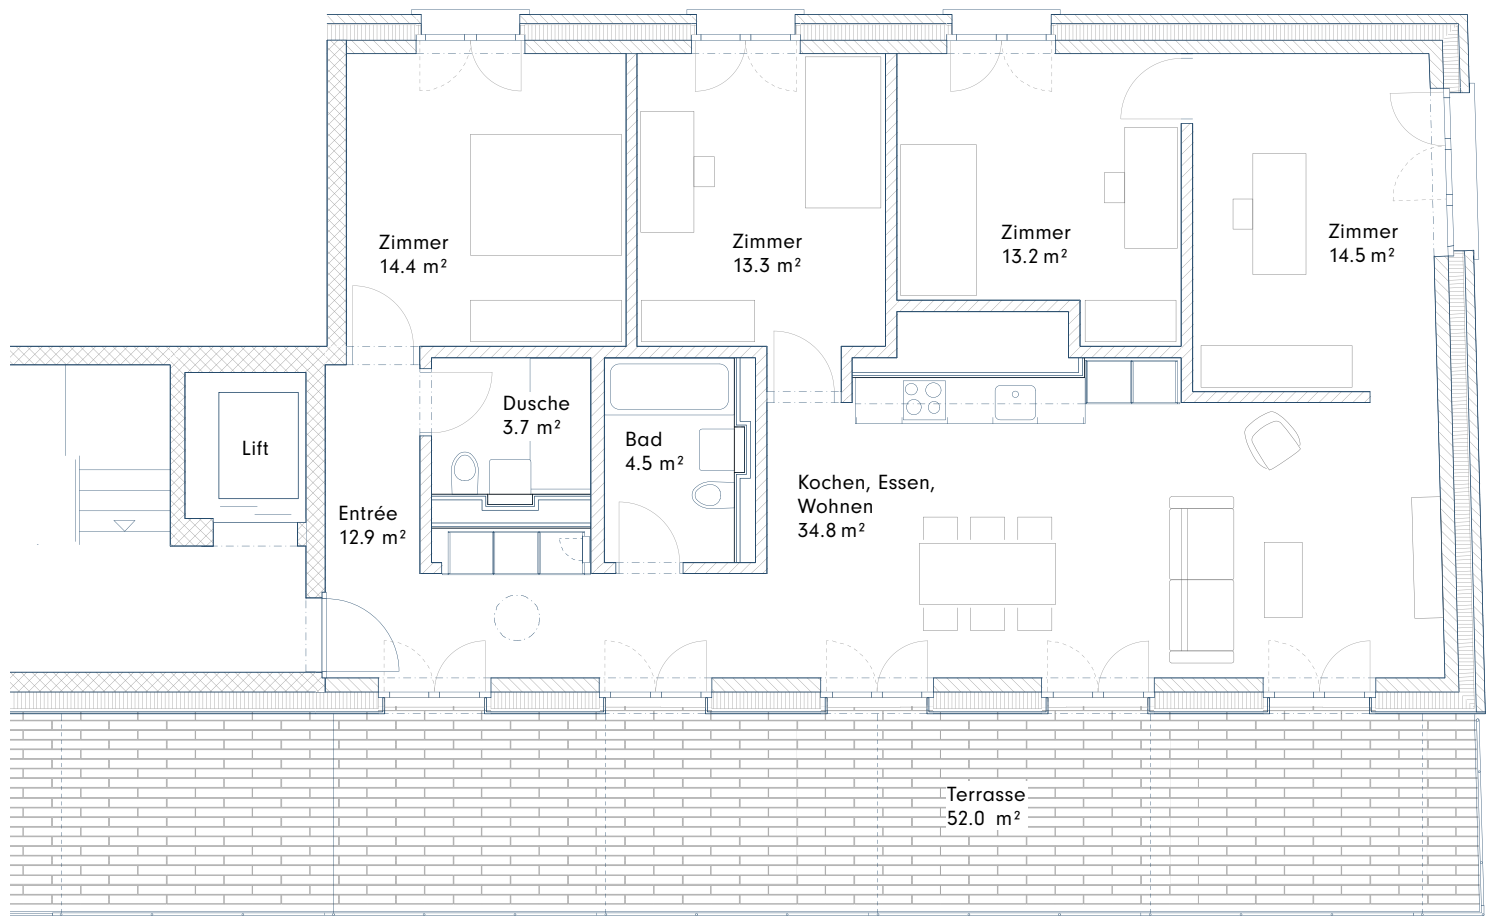 Zimmer
14.4 m²
Zimmer
13.3 m²
Zimmer
13.2 m²
Zimmer
14.5 m²
Lift
Dusche
3.7 m²
Bad
4.5 m²
Entrée
12.9 m²
Kochen, Essen,
Wohnen
34.8 m²
Terrasse
52.0 m²